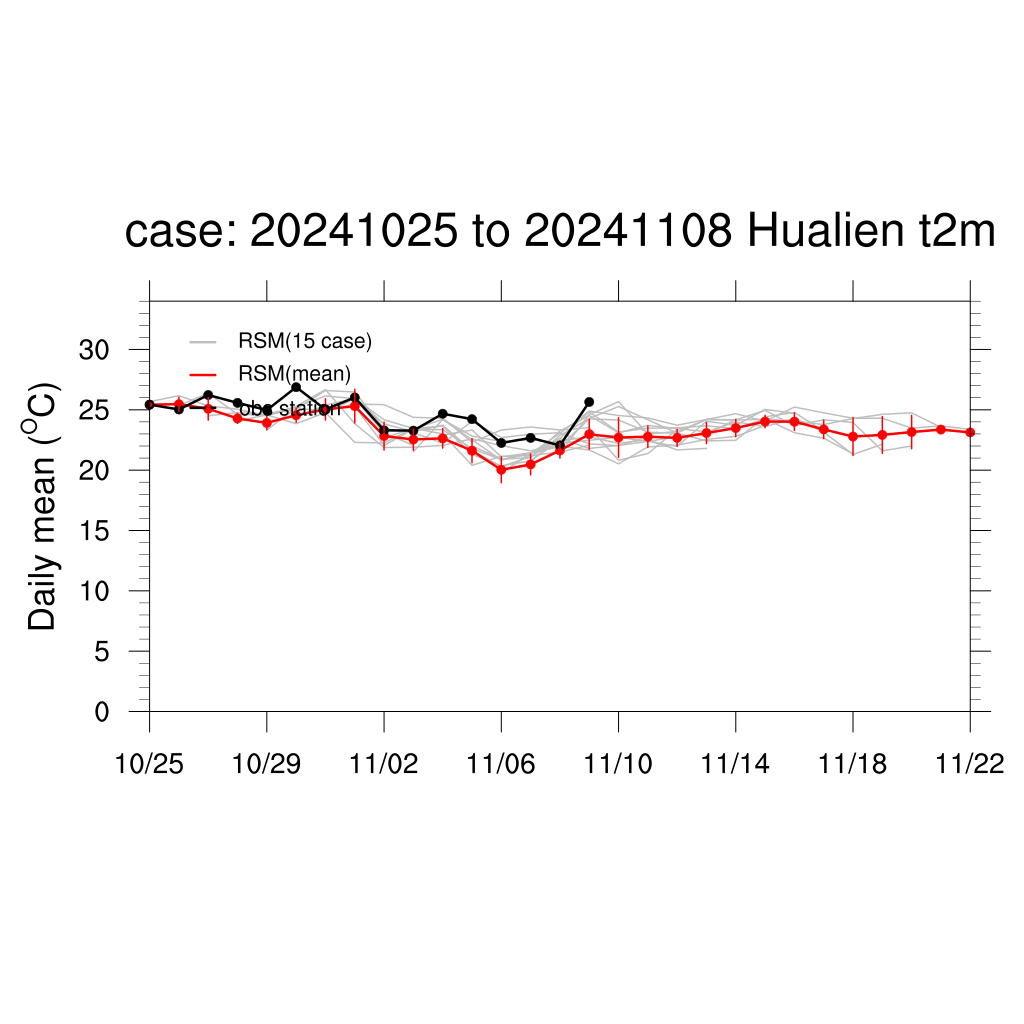 case: 20241025 to 20241108 Hualien t2m
RSM(15 case)
RSM(mean)
obs station
Daily mean (°C)
30
25
20
15
10
5
0
10/25 10/29 11/02 11/06 11/10 11/14 11/18 11/22